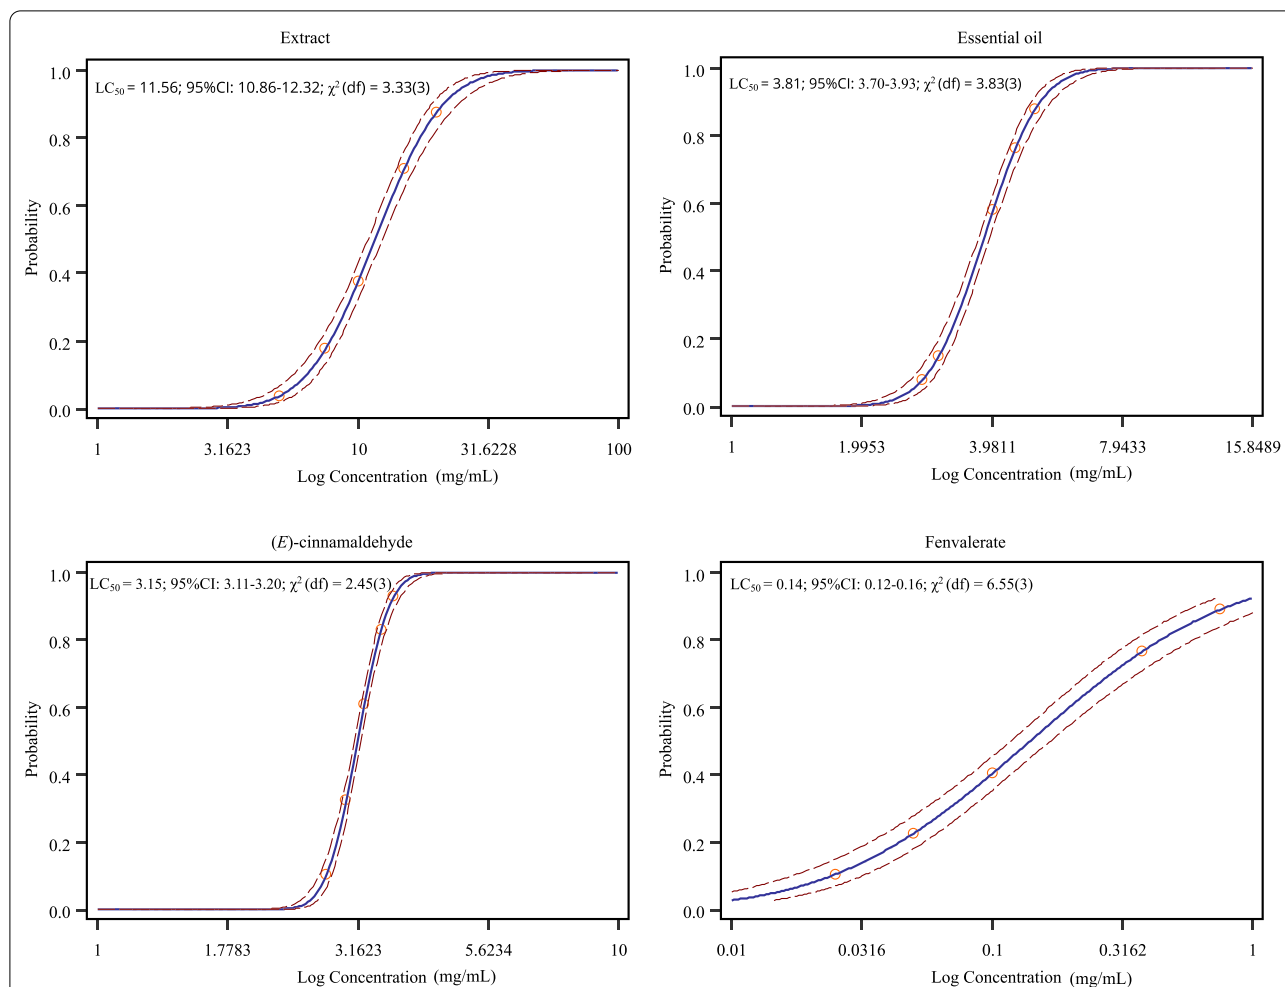 Extract
LC50 = 11.56; 95%CI: 10.86-12.32; χ2 (df) = 3.33(3)
1.0
0.8
0.6
0.4
0.2
0.0
Probability
1 3.1623 10 31.6228 100
Log Concentration (mg/mL)
Essential oil
LC50 = 3.81; 95%CI: 3.70-3.93; χ2 (df) = 3.83(3)
1.0
0.8
0.6
0.4
0.2
0.0
Probability
1 1.9953 3.9811 7.9433 15.8489
Log Concentration (mg/mL)
(E)-cinnamaldehyde
LC50 = 3.15; 95%CI: 3.11-3.20; χ2 (df) = 2.45(3)
1.0
0.8
0.6
0.4
0.2
0.0
Probability
1 1.7783 3.1623 5.6234 10
Log Concentration (mg/mL)
Fenvalerate
LC50 = 0.14; 95%CI: 0.12-0.16; χ2 (df) = 6.55(3)
1.0
0.8
0.6
0.4
0.2
0.0
Probability
0.01 0.0316 0.1 0.3162 1
Log Concentration (mg/mL)